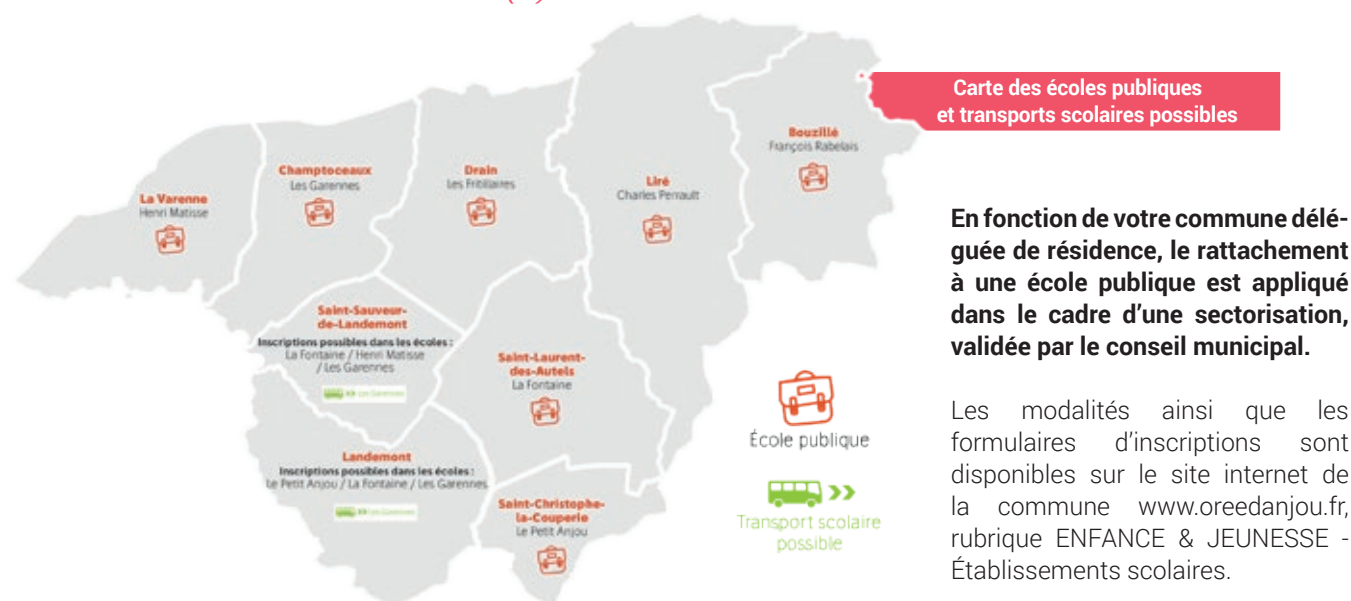 Carte des écoles publiques
et transports scolaires possibles
Bouzillé
François Rabelais
Champtoceaux
Les Garennes
Drain
Les Fritillaires
Liré
Charles Perrault
La Varenne
Henri Matisse
Saint-Sauveur-
de-Landemont
Inscriptions possibles dans les écoles :
La Fontaine / Henri Matisse
/ Les Garennes
Les Garennes
Saint-Laurent-
des-Autels
La Fontaine
Landemont
Inscriptions possibles dans les écoles :
Le Petit Anjou / La Fontaine / Les Garennes
Les Garennes
Saint-Christophe-
la-Couperie
Le Petit Anjou
École publique
Transport scolaire
possible
En fonction de votre commune délé-
guée de résidence, le rattachement
à une école publique est appliqué
dans le cadre d'une sectorisation,
validée par le conseil municipal.
Les modalités ainsi que les
formulaires d'inscriptions sont
disponibles sur le site internet de
la commune www.oreedanjou.fr,
rubrique ENFANCE & JEUNESSE -
Établissements scolaires.